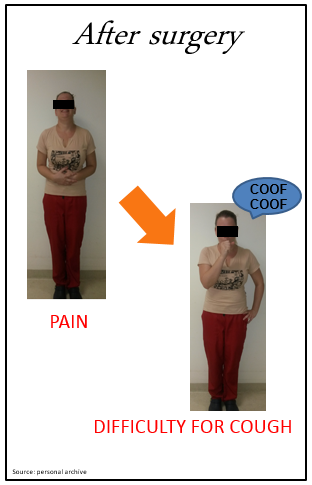 After surgery
COOF
COOF
PAIN
DIFFICULTY FOR COUGH
Source: personal archive